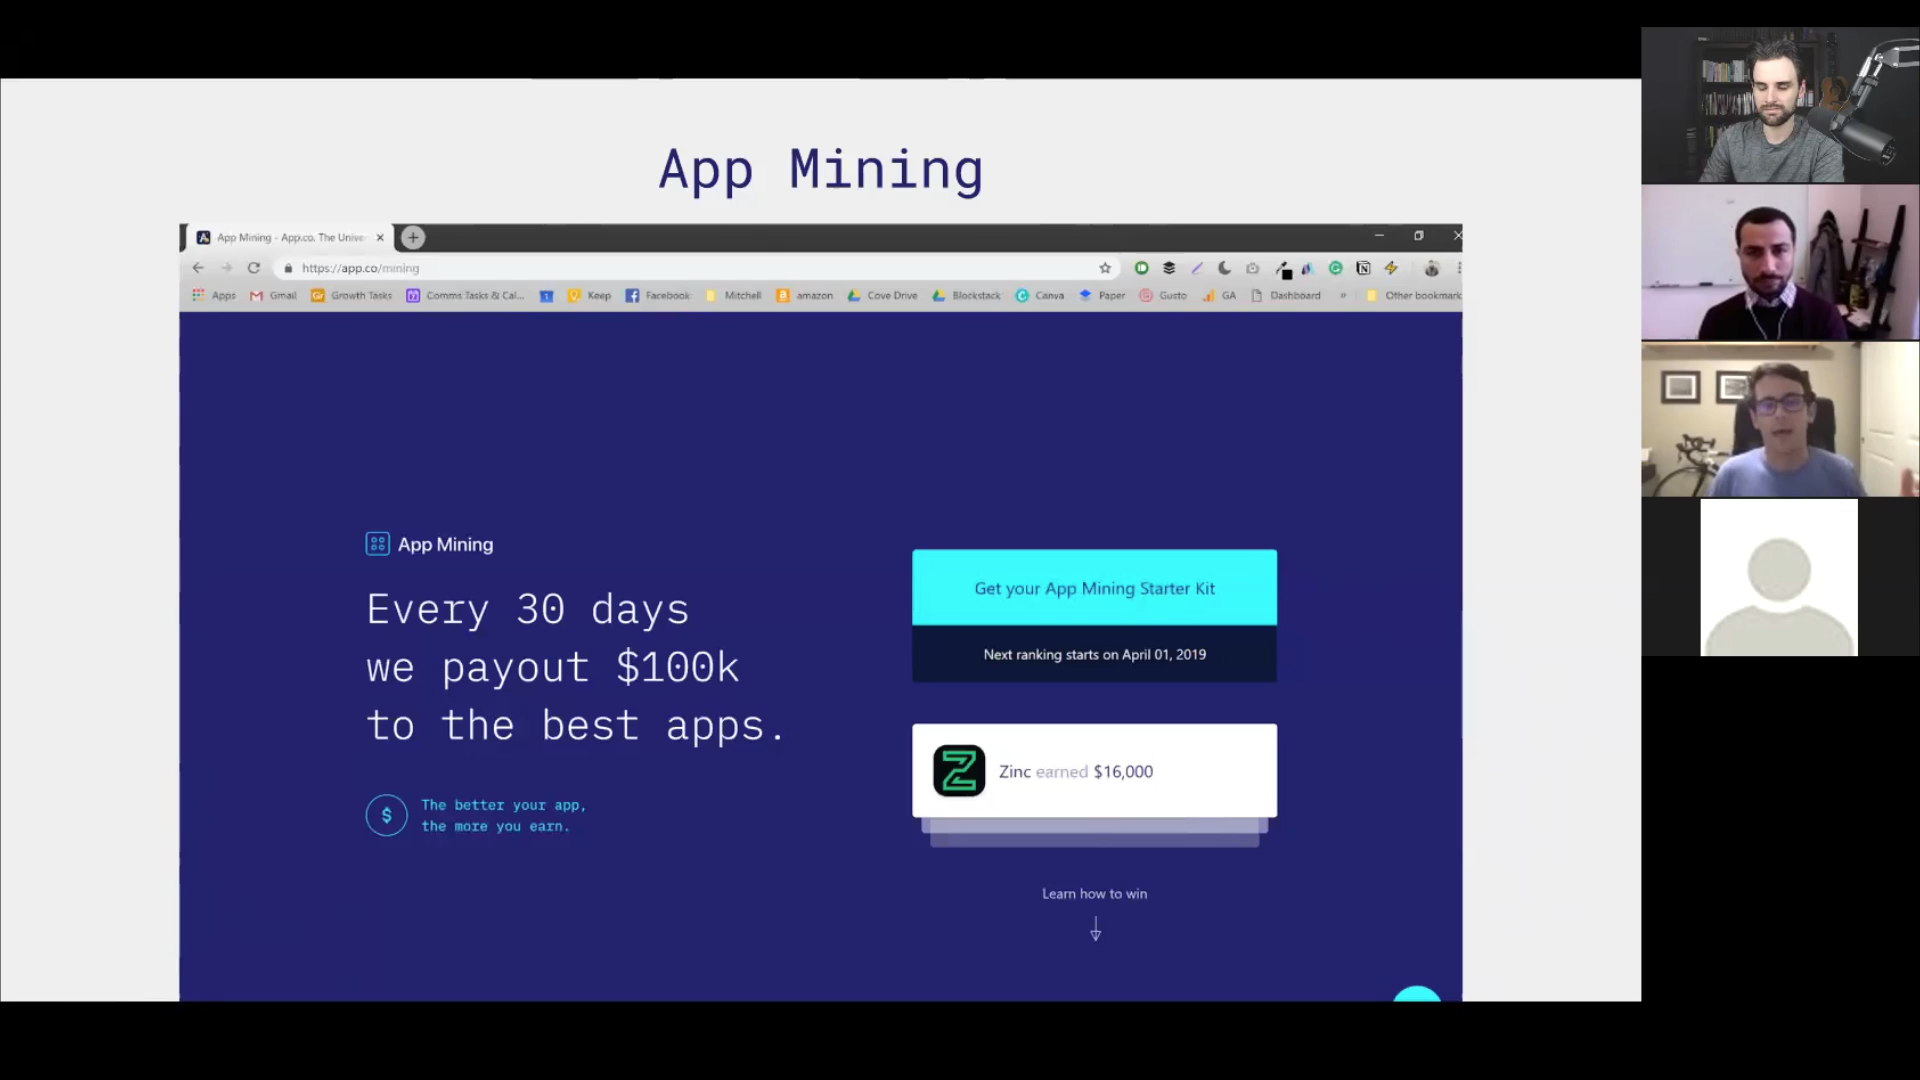 App Mining
App Mining - App.co. The Unive
https://app.co/mining
Apps Gmail Growth Tasks Comms Tasks & Cal... Keep Facebook Mitchell amazon Cove Drive Blockstack Canva Paper Gusto GA Dashboard » Other bookmark
App Mining
Every 30 days
we payout $100k
to the best apps.
$ The better your app,
the more you earn.
Get your App Mining Starter Kit
Next ranking starts on April 01, 2019
Zinc earned $16,000
Learn how to win